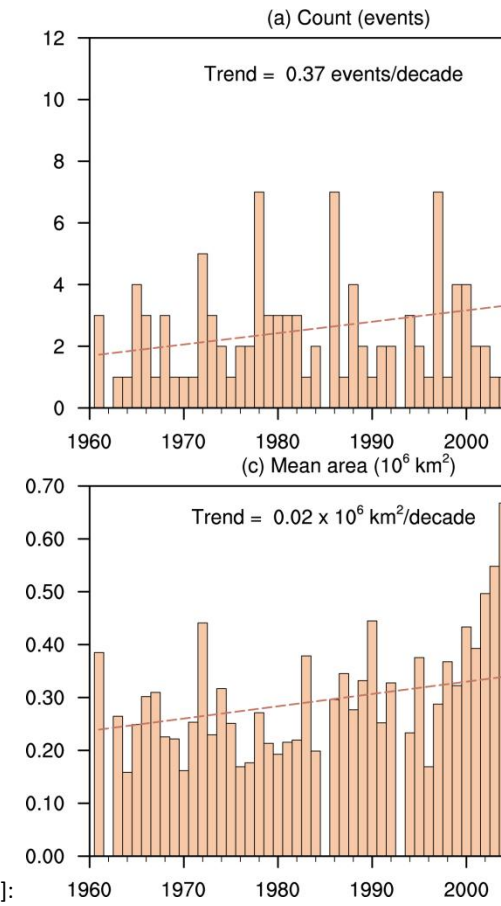 (a) Count (events)
12
Trend = 0.37 events/decade
10
8
6
4
2
0
1960 1970 1980 1990 2000
(c) Mean area (10⁶ km²)
0.70
Trend = 0.02 x 10⁶ km²/decade
0.60
0.50
0.40
0.30
0.20
0.10
0.00
]: 1960 1970 1980 1990 2000